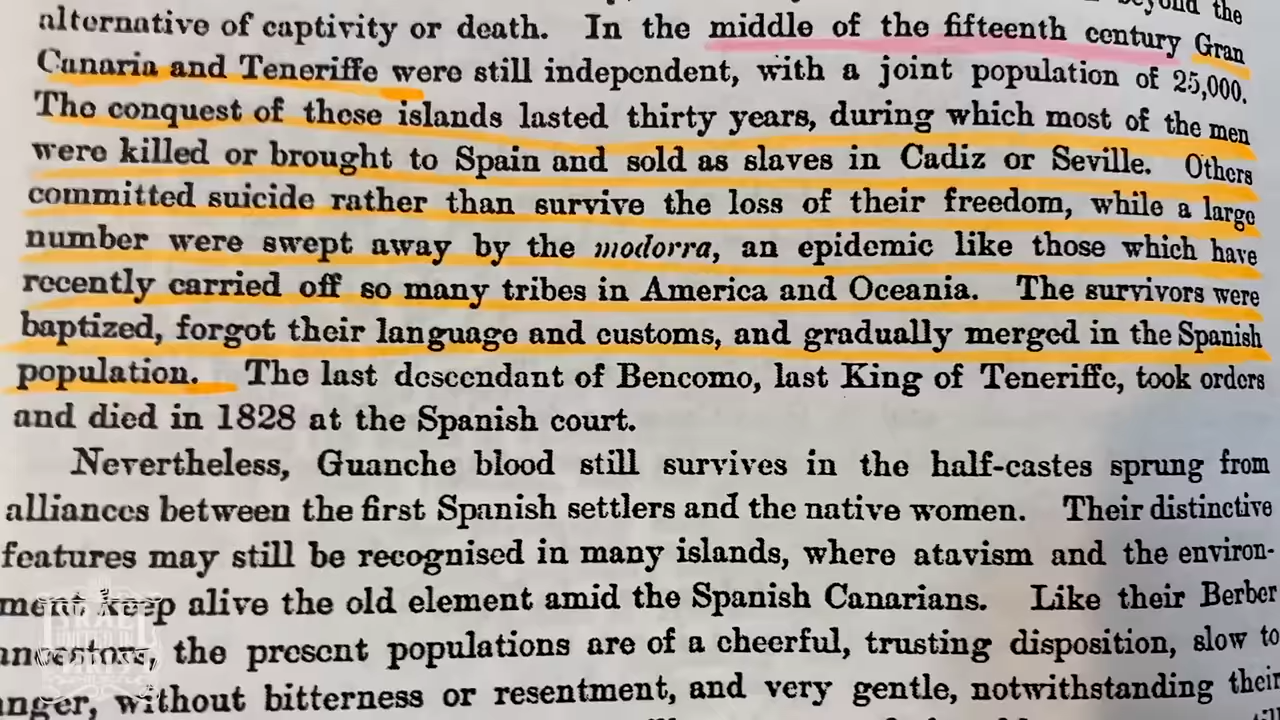 beyond the
alternative of captivity or death. In the middle of the fifteenth century Gran
Canaria and Teneriffe were still indepcndent, with a joint population of 25,000.
The conquest of these islands lasted thirty years, during which most of the men
were killed or brought to Spain and sold as slaves in Cadiz or Seville. Others
committed suicide rather than survive the loss of their freedom, while a large
number were swept away by the modorra, an epidemic like those which have
recently carried off so many tribes in America and Oceania. The survivors were
baptized, forgot their language and customs, and gradually merged in the Spanish
population. The last descendant of Bencomo, last King of Teneriffe, took orders
and died in 1828 at the Spanish court.
Nevertheless, Guanche blood still survives in the half-castes sprung from
alliances between the first Spanish settlers and the native women. Their distinctive
features may still be recognised in many islands, where atavism and the environ-
ment keep alive the old element amid the Spanish Canarians. Like their Berber
ancestors, the present populations are of a cheerful, trusting disposition, slow to
anger, without bitterness or resentment, and very gentle, notwithstanding their
ISRAEL
UNITED IN
CHRIST